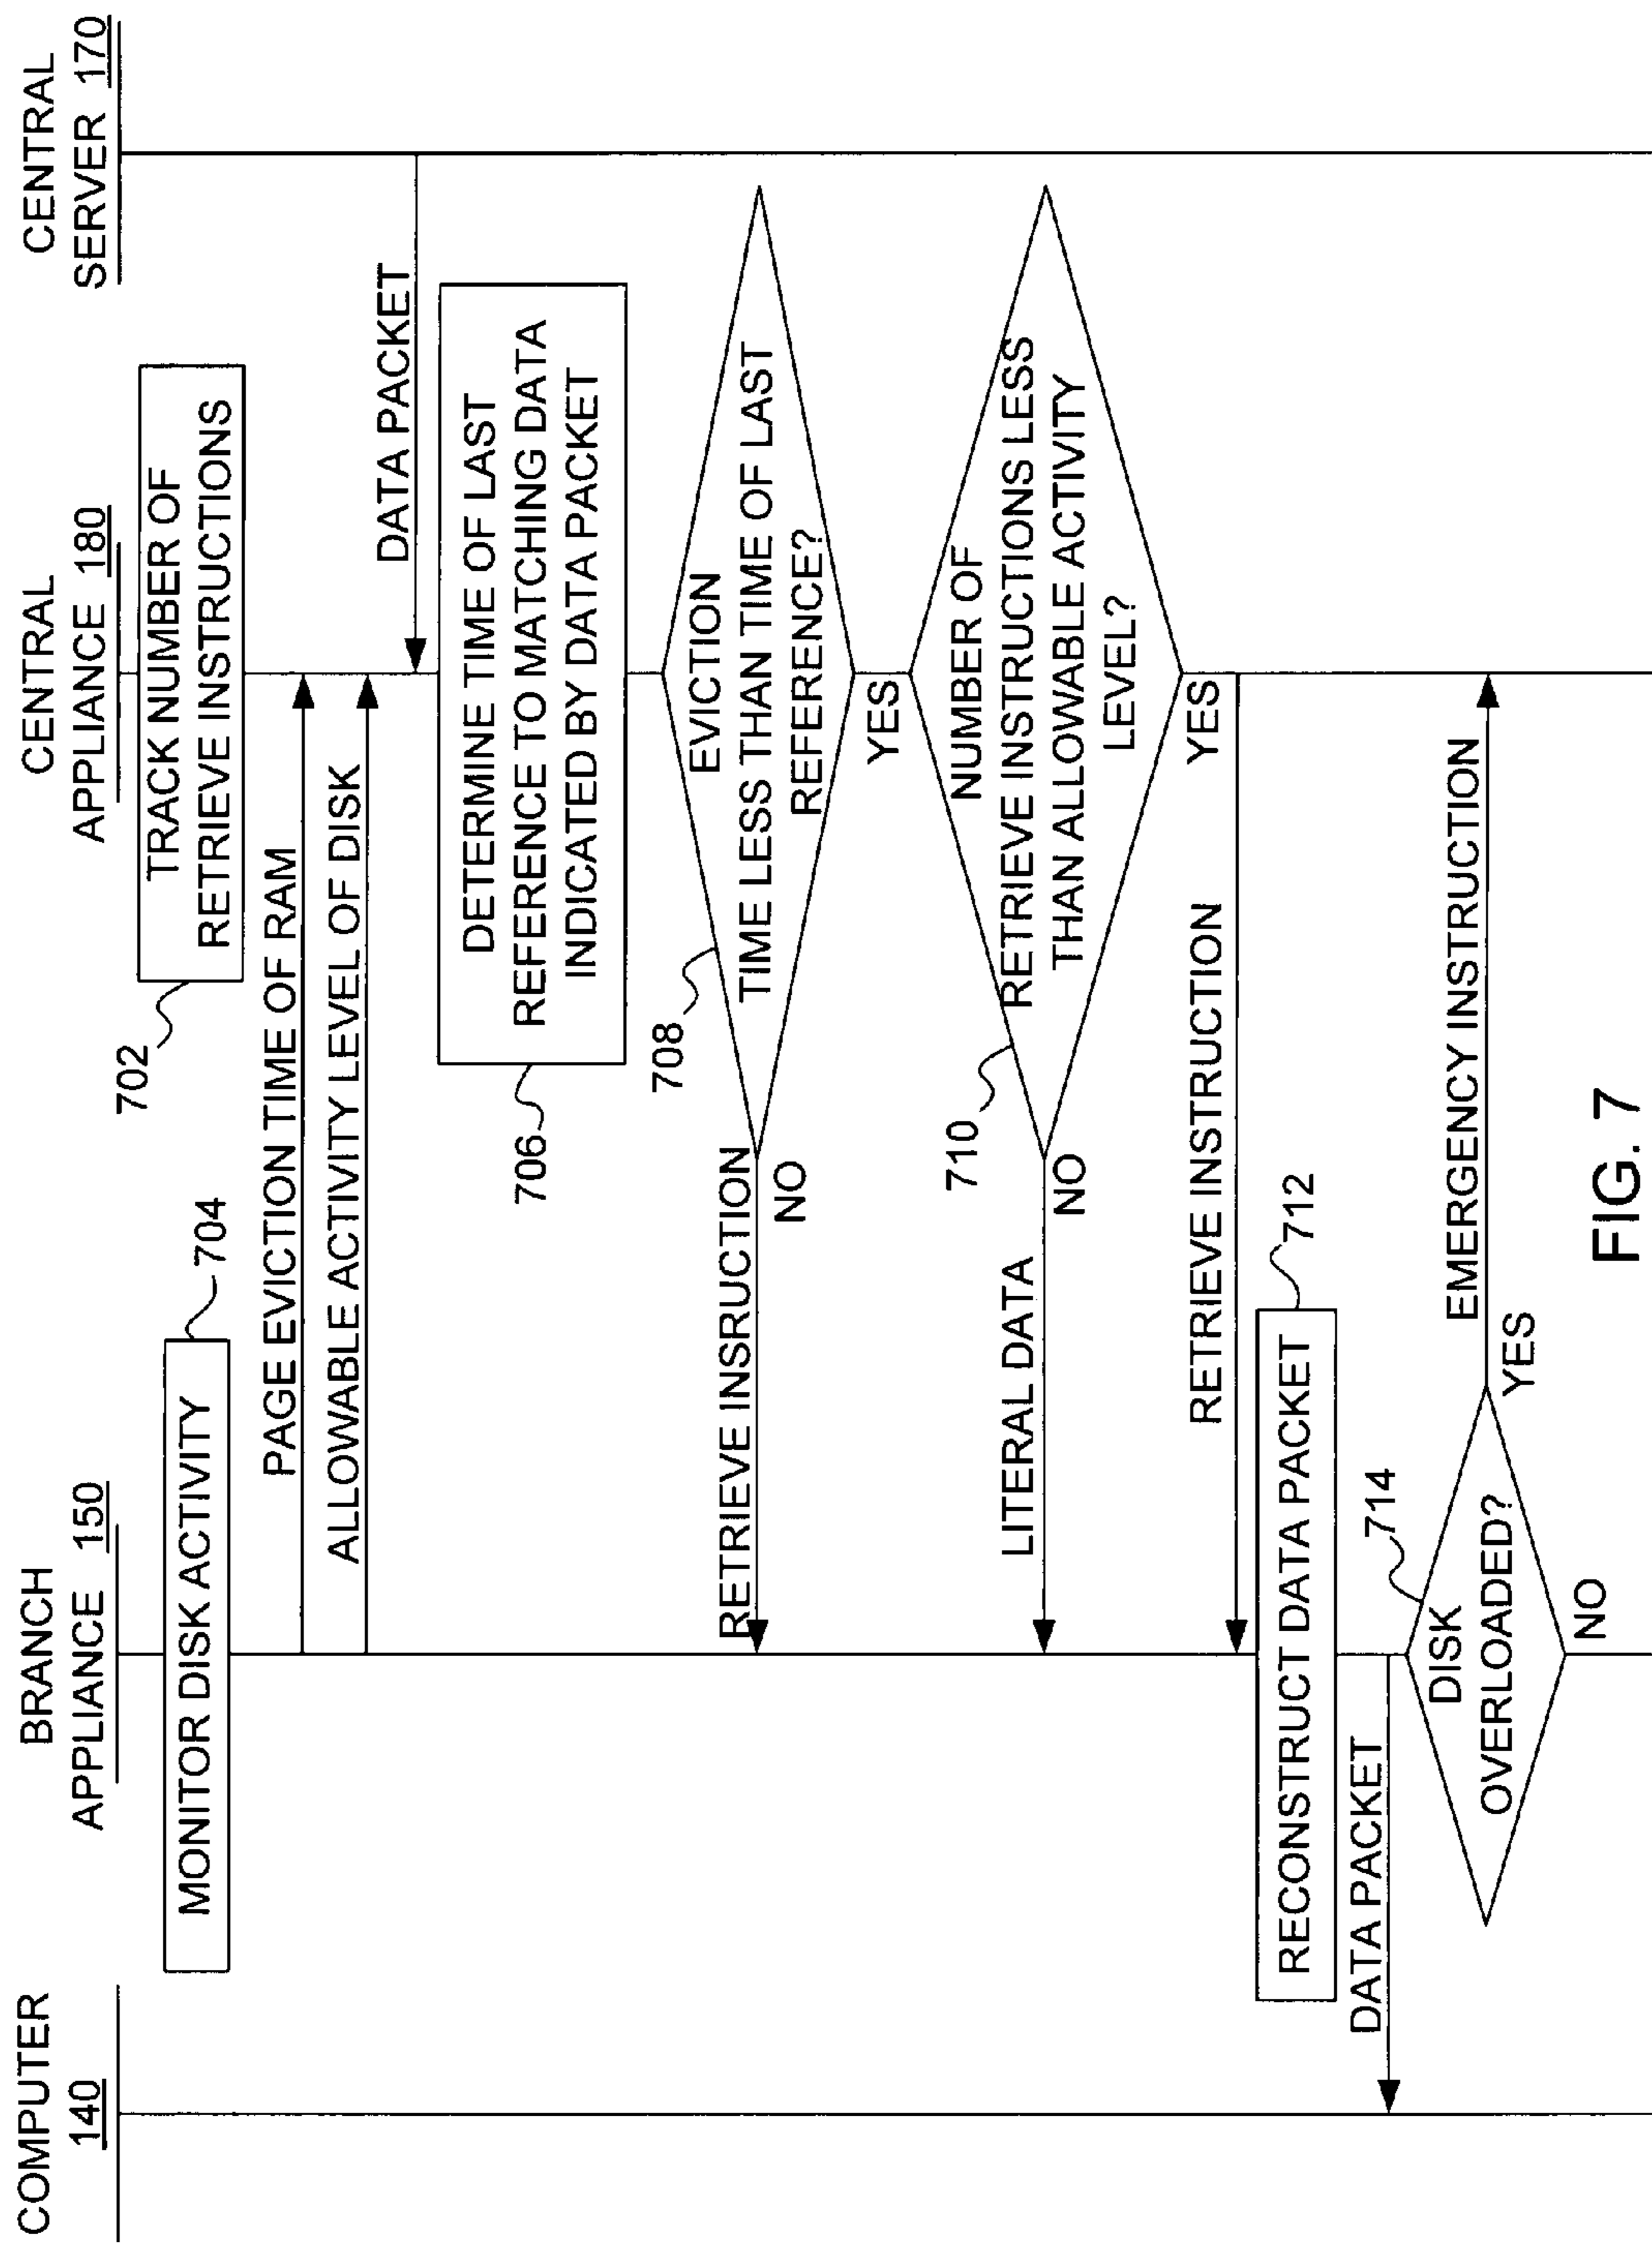 COMPUTER
140
BRANCH
APPLIANCE 150
CENTRAL
APPLIANCE 180
CENTRAL
SERVER 170
MONITOR DISK ACTIVITY
704
TRACK NUMBER OF
RETRIEVE INSTRUCTIONS
702
PAGE EVICTION TIME OF RAM
ALLOWABLE ACTIVITY LEVEL OF DISK
DATA PACKET
DETERMINE TIME OF LAST
REFERENCE TO MATCHING DATA
INDICATED BY DATA PACKET
706
708
EVICTION
TIME LESS THAN TIME OF LAST
REFERENCE?
RETRIEVE INSRUCTION
NO
YES
710
NUMBER OF
RETRIEVE INSTRUCTIONS LESS
THAN ALLOWABLE ACTIVITY
LEVEL?
LITERAL DATA
NO
YES
RETRIEVE INSTRUCTION
RECONSTRUCT DATA PACKET
712
DATA PACKET
714
DISK
OVERLOADED?
EMERGENCY INSTRUCTION
YES
NO
FIG. 7